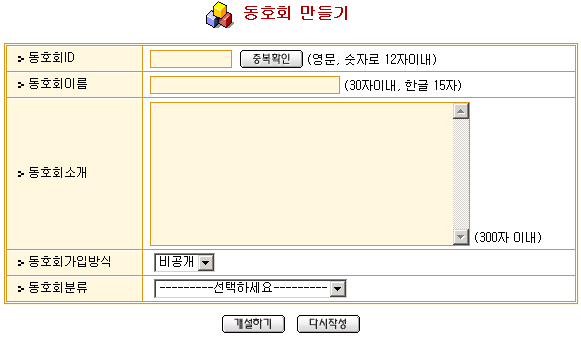 동호회 만들기
동호회ID 중복확인 (영문, 숫자로 12자이내)
동호회이름 (30자이내, 한글 15자)
동호회소개 (300자 이내)
동호회가입방식 비공개
동호회분류 ---------선택하세요---------
개설하기 다시작성